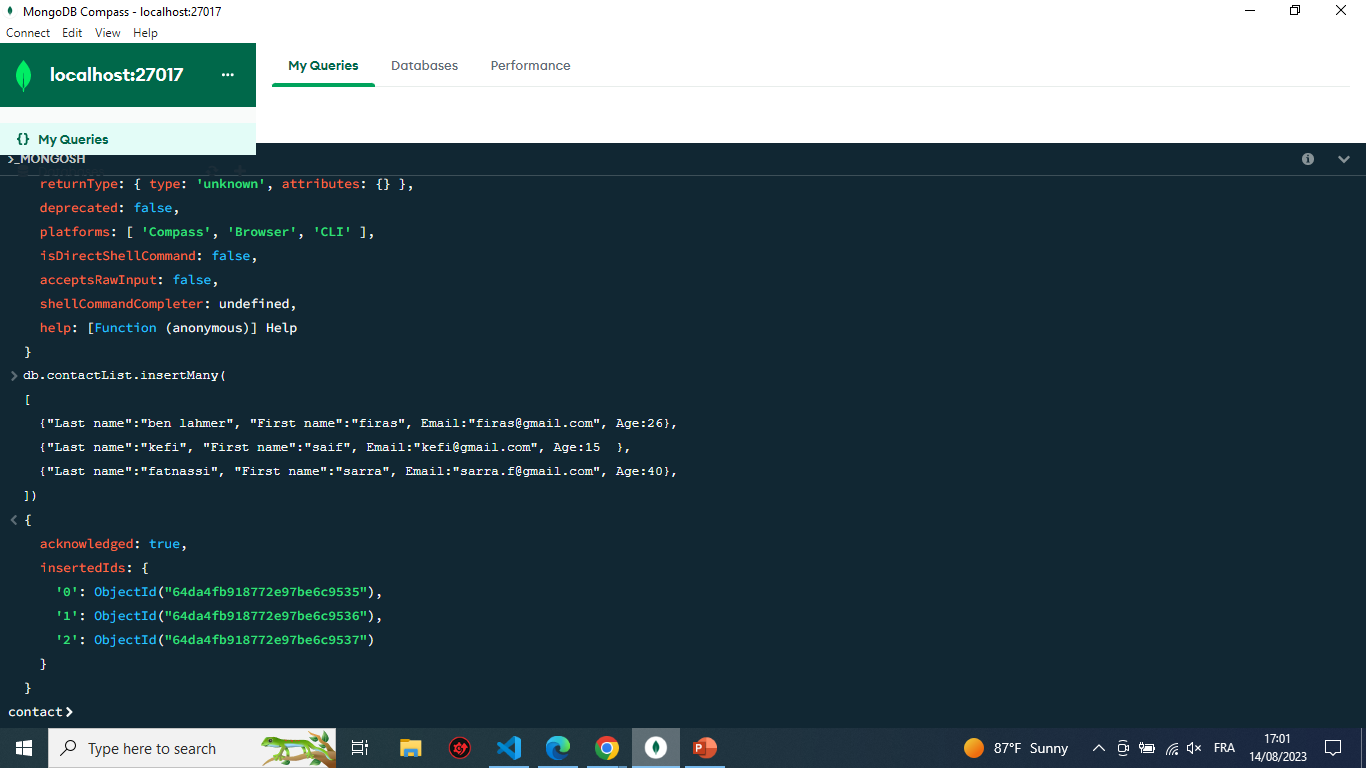 MongoDB Compass - localhost:27017
Connect Edit View Help
localhost:27017 ...
My Queries Databases Performance
{} My Queries
>_MONGOSH
returnType: { type: 'unknown', attributes: {} },
deprecated: false,
platforms: [ 'Compass', 'Browser', 'CLI' ],
isDirectShellCommand: false,
acceptsRawInput: false,
shellCommandCompleter: undefined,
help: [Function (anonymous)] Help
}
> db.contactList.insertMany(
[
{"Last name":"ben lahmer", "First name":"firas", Email:"firas@gmail.com", Age:26},
{"Last name":"kefi", "First name":"saif", Email:"kefi@gmail.com", Age:15  },
{"Last name":"fatnassi", "First name":"sarra", Email:"sarra.f@gmail.com", Age:40},
])
< {
acknowledged: true,
insertedIds: {
'0': ObjectId("64da4fb918772e97be6c9535"),
'1': ObjectId("64da4fb918772e97be6c9536"),
'2': ObjectId("64da4fb918772e97be6c9537")
}
}
contact>
Type here to search
87°F Sunny
FRA
17:01
14/08/2023